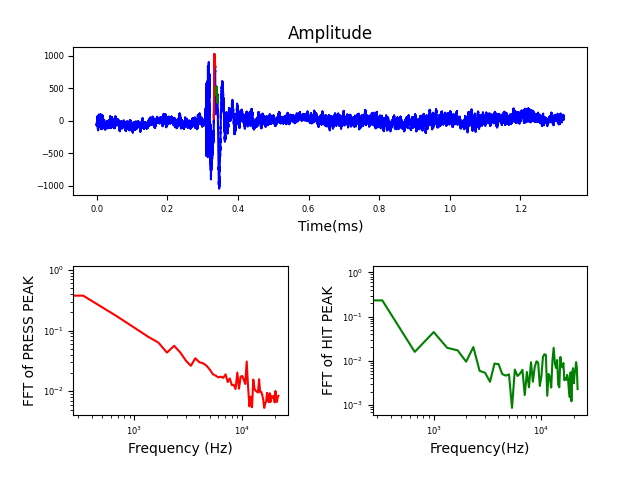 Amplitude
1000
500
0
−500
−1000
0.0 0.2 0.4 0.6 0.8 1.0 1.2
Time(ms)
FFT of PRESS PEAK
10⁰
10⁻¹
10⁻²
10³ 10⁴
Frequency (Hz)
FFT of HIT PEAK
10⁰
10⁻¹
10⁻²
10⁻³
10³ 10⁴
Frequency(Hz)